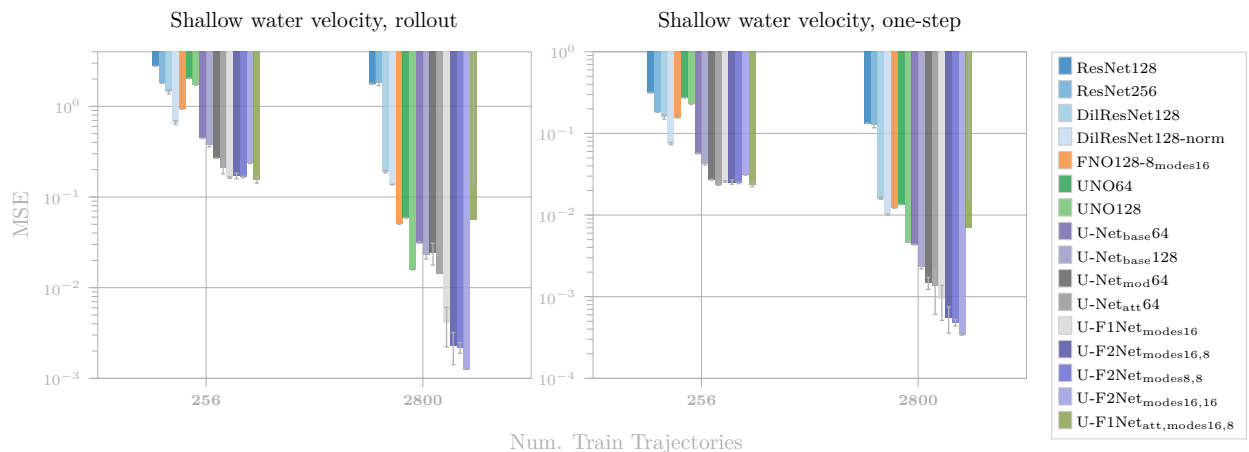 Shallow water velocity, rollout
Shallow water velocity, one-step
10^0
10^−1
10^−2
10^−3
256
2800
10^0
10^−1
10^−2
10^−3
10^−4
256
2800
MSE
Num. Train Trajectories
ResNet128
ResNet256
DilResNet128
DilResNet128-norm
FNO128-8modes16
UNO64
UNO128
U-Netbase64
U-Netbase128
U-Netmod64
U-Netatt64
U-F1Netmodes16
U-F2Netmodes16,8
U-F2Netmodes8,8
U-F2Netmodes16,16
U-F1Netatt,modes16,8